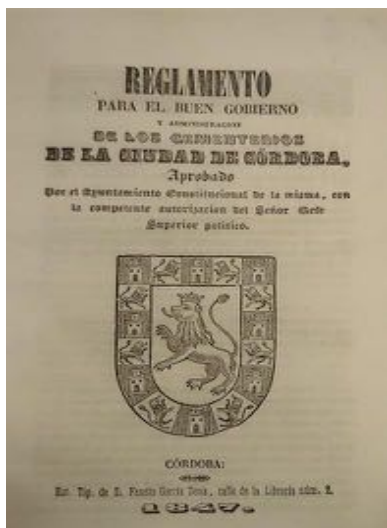 REGLAMENTO
PARA EL BUEN GOBIERNO
Y ADMINISTRACION
DE LOS CEMENTERIOS
DE LA CIUDAD DE CÓRDOBA,
Aprobado
Por el Ayuntamiento Constitucional de la misma, con
la competente autorizacion del Señor Gefe
Superior político.
CÓRDOBA:
Est. Tip. de D. Fausto García Tena, calle de la Librería núm. 2.
1847.